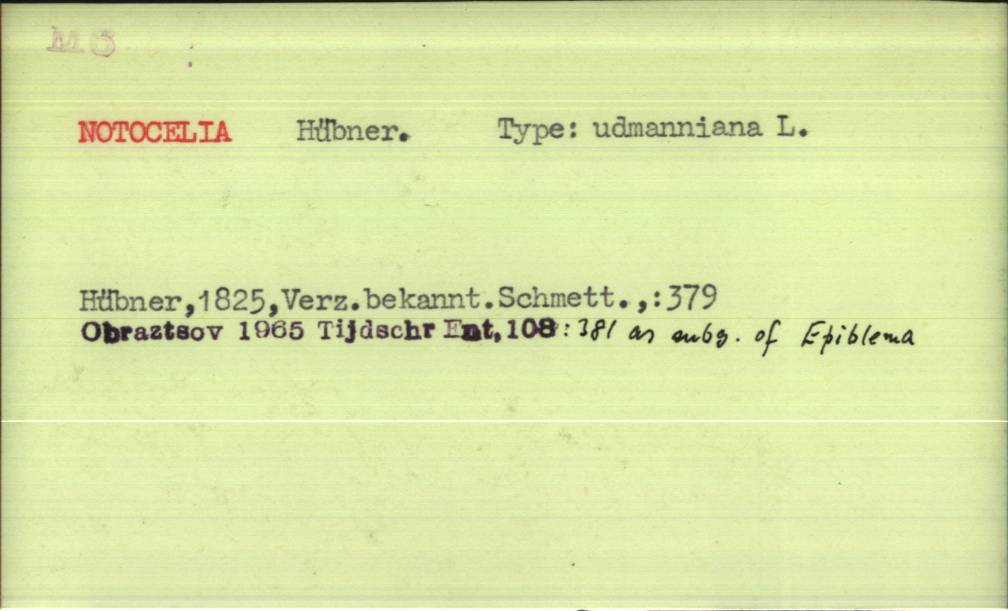 M 6
NOTOCELIA Hübner. Type: udmanniana L.
Hübner,1825,Verz.bekannt.Schmett.,:379
Obraztsov 1965 Tijdschr Ent,108:381 as subg. of Epiblema